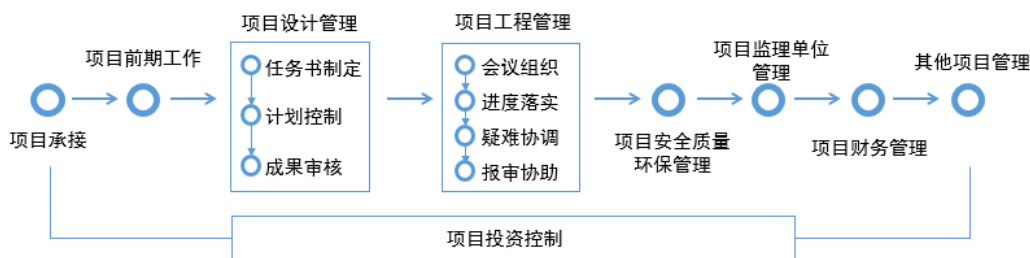 项目承接
项目前期工作
项目设计管理
任务书制定
计划控制
成果审核
项目工程管理
会议组织
进度落实
疑难协调
报审协助
项目安全质量
环保管理
项目监理单位
管理
项目财务管理
其他项目管理
项目投资控制